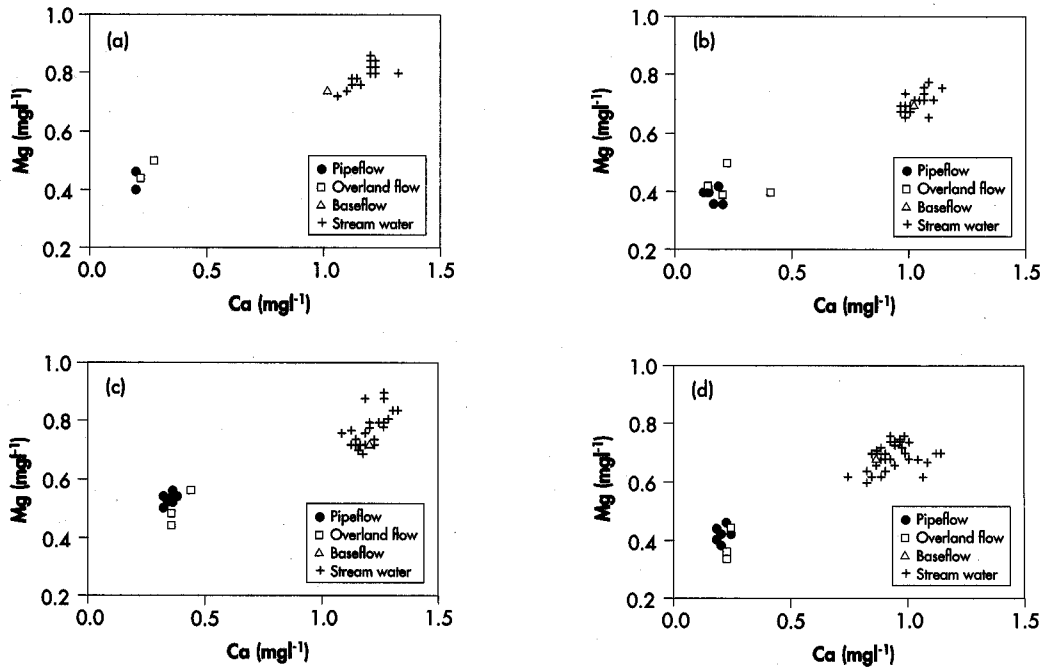 (a)
Mg (mgl⁻¹)
1.0
0.8
0.6
0.4
0.2
0.0 0.5 1.0 1.5
Ca (mgl⁻¹)
Pipeflow
Overland flow
Baseflow
Stream water
(b)
Mg (mgl⁻¹)
1.0
0.8
0.6
0.4
0.2
0.0 0.5 1.0 1.5
Ca (mgl⁻¹)
Pipeflow
Overland flow
Baseflow
Stream water
(c)
Mg (mgl⁻¹)
1.0
0.8
0.6
0.4
0.2
0.0 0.5 1.0 1.5
Ca (mgl⁻¹)
Pipeflow
Overland flow
Baseflow
Stream water
(d)
Mg (mgl⁻¹)
1.0
0.8
0.6
0.4
0.2
0.0 0.5 1.0 1.5
Ca (mgl⁻¹)
Pipeflow
Overland flow
Baseflow
Stream water